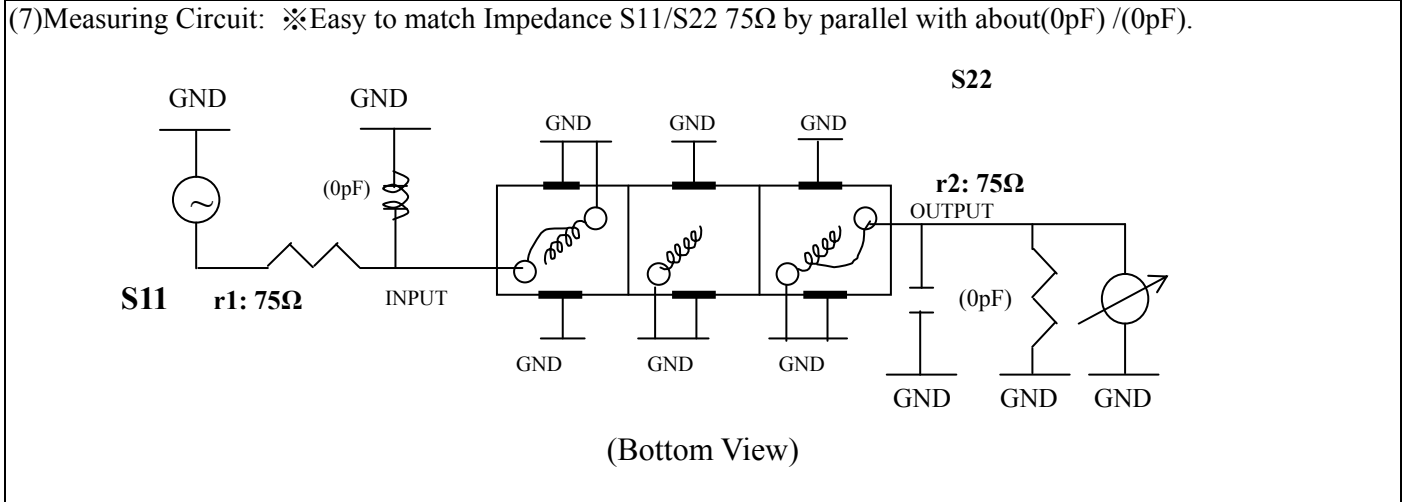 (7)Measuring Circuit: ※Easy to match Impedance S11/S22 75Ω by parallel with about(0pF) /(0pF).
S22
GND GND
GND GND GND
(0pF)
r2: 75Ω
OUTPUT
~
S11 r1: 75Ω INPUT
(0pF)
GND GND GND
GND GND GND
(Bottom View)